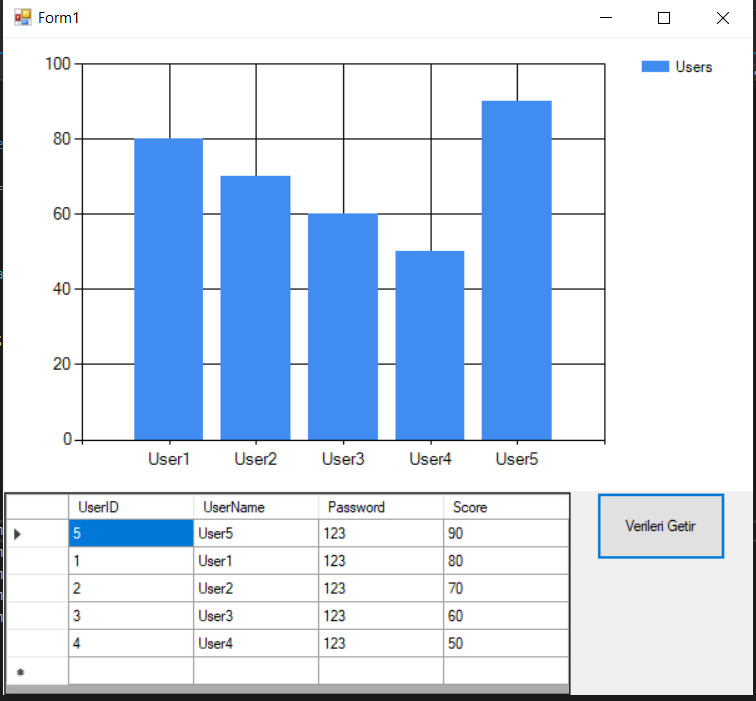 Form1
Users
100
80
60
40
20
0
User1 User2 User3 User4 User5
UserID UserName Password Score
5 User5 123 90
1 User1 123 80
2 User2 123 70
3 User3 123 60
4 User4 123 50
Verileri Getir